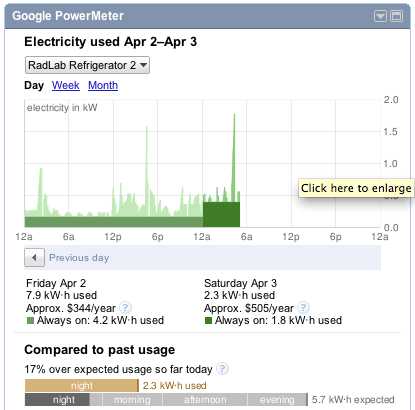 Google PowerMeter
Electricity used Apr 2–Apr 3
RadLab Refrigerator 2
Day Week Month
electricity in kW
2.0
1.5
1.0
Click here to enlarge
0.5
0.0
12a 6a 12p 6p 12a 6a 12p 6p 12a
Previous day
Friday Apr 2 Saturday Apr 3
7.9 kW·h used 2.3 kW·h used
Approx. $344/year ? Approx. $505/year ?
Always on: 4.2 kW·h used Always on: 1.8 kW·h used
Compared to past usage
17% over expected usage so far today ?
night 2.3 kW·h used
night morning afternoon evening 5.7 kW·h expected